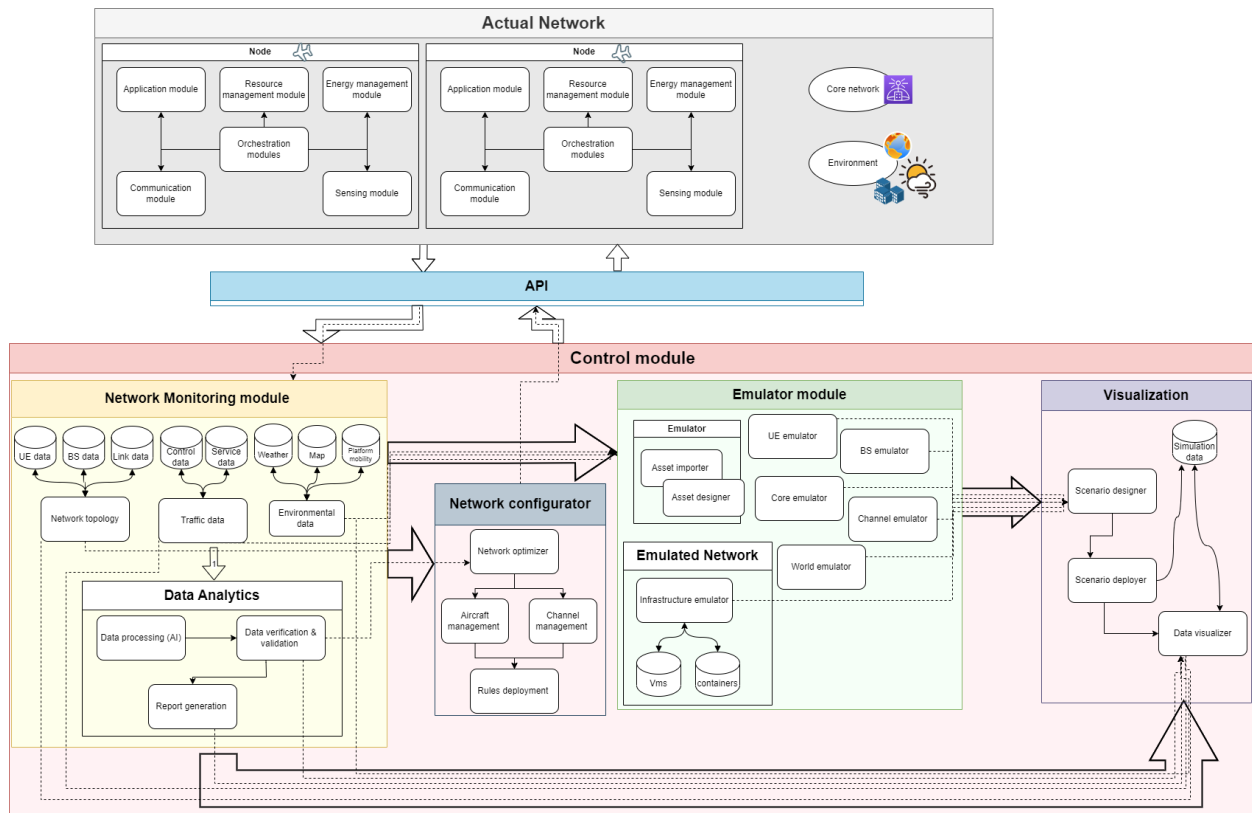 Actual Network
Node
Node
Application module
Resource
management module
Energy management
module
Application module
Resource
management module
Energy management
module
Core network
Orchestration
modules
Orchestration
modules
Environment
Communication
module
Sensing module
Communication
module
Sensing module
API
Control module
Network Monitoring module
UE data
BS data
Link data
Control
data
Service
data
Weather
Map
Platform
mobility
Network topology
Traffic data
Environmental
data
1
Data Analytics
Data processing (AI)
Data verification &
validation
Report generation
Network configurator
Network optimizer
Aircraft
management
Channel
management
Rules deployment
Emulator module
Emulator
Asset importer
Asset designer
UE emulator
BS emulator
Core emulator
Channel emulator
World emulator
Emulated Network
Infrastructure emulator
Vms
containers
Visualization
Simulation
data
Scenario designer
Scenario deployer
Data visualizer